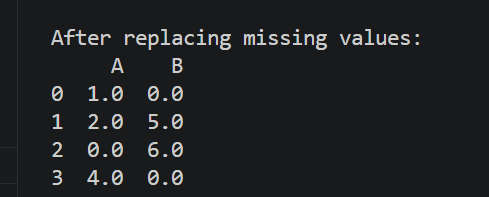 After replacing missing values:
     A    B
0  1.0  0.0
1  2.0  5.0
2  0.0  6.0
3  4.0  0.0